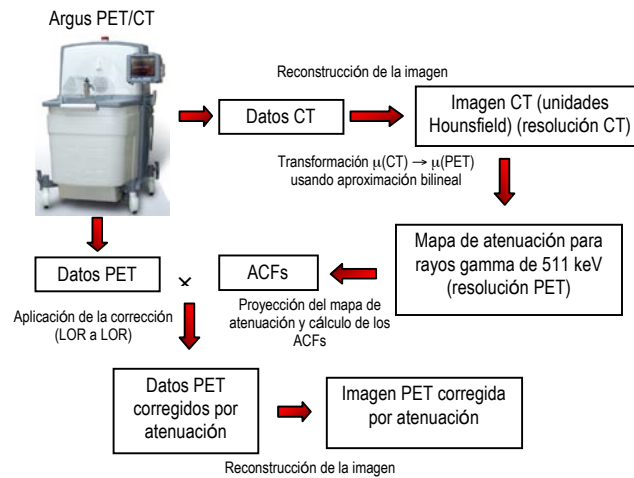 Argus PET/CT
Reconstrucción de la imagen
Datos CT
Imagen CT (unidades
Hounsfield) (resolución CT)
Transformación μ(CT) → μ(PET)
usando aproximación bilineal
Mapa de atenuación para
rayos gamma de 511 keV
(resolución PET)
Datos PET
×
ACFs
Aplicación de la corrección
(LOR a LOR)
Proyección del mapa de
atenuación y cálculo de los
ACFs
Datos PET
corregidos por
atenuación
Imagen PET corregida
por atenuación
Reconstrucción de la imagen